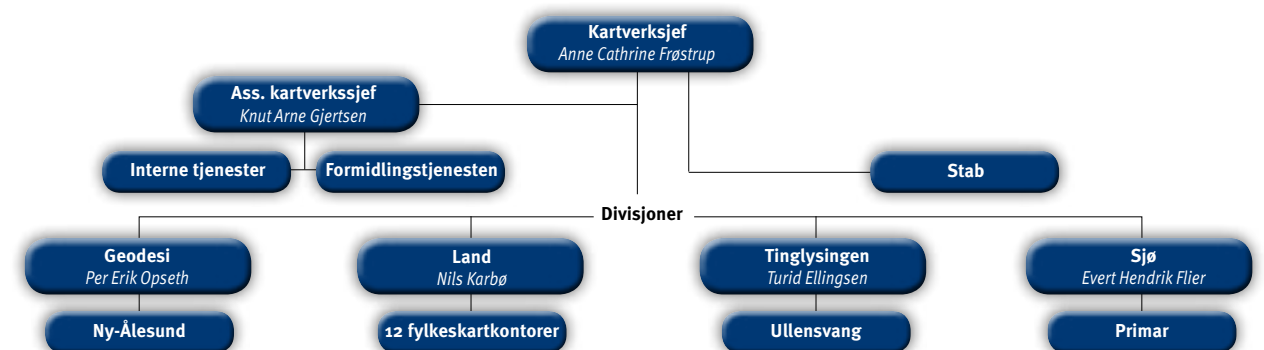 Kartverksjef
Anne Cathrine Frøstrup
Ass. kartverkssjef
Knut Arne Gjertsen
Interne tjenester
Formidlingstjenesten
Stab
Divisjoner
Geodesi
Per Erik Opseth
Land
Nils Karbø
Tinglysingen
Turid Ellingsen
Sjø
Evert Hendrik Flier
Ny-Ålesund
12 fylkeskartkontorer
Ullensvang
Primar